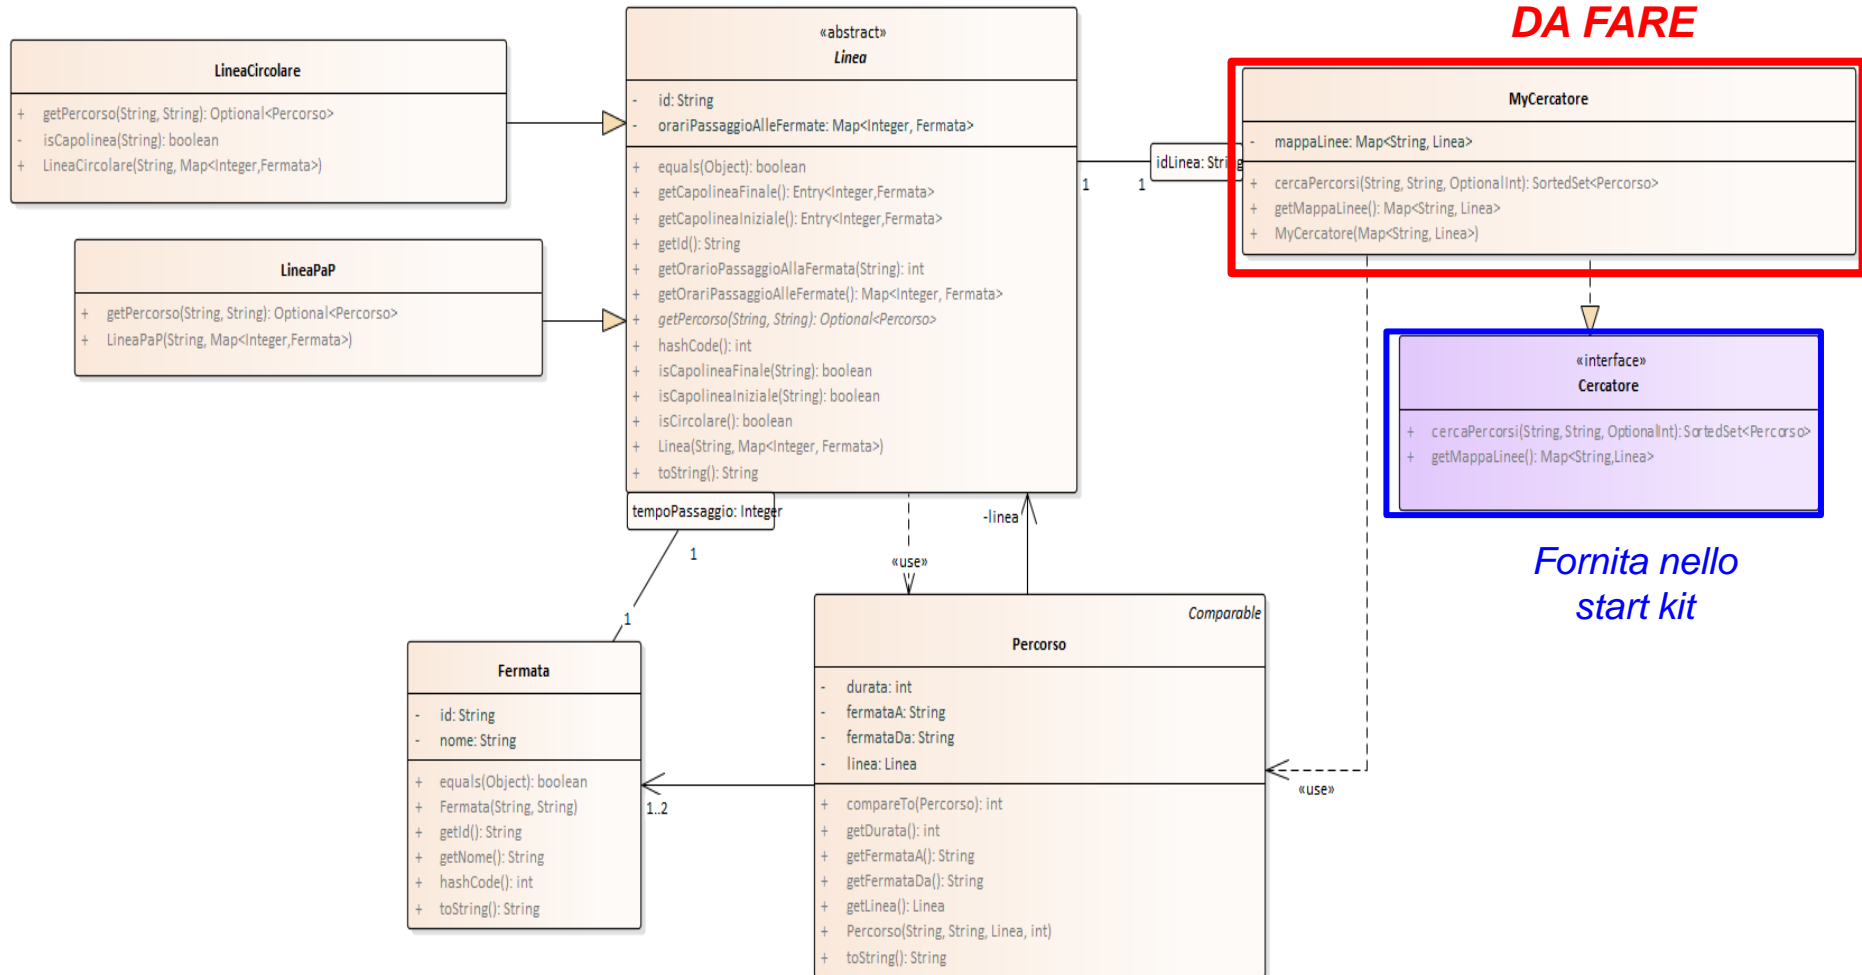 DA FARE
LineaCircolare
+ getPercorso(String, String): Optional<Percorso>
- isCapolinea(String): boolean
+ LineaCircolare(String, Map<Integer,Fermata>)
LineaPaP
+ getPercorso(String, String): Optional<Percorso>
+ LineaPaP(String, Map<Integer,Fermata>)
«abstract»
Linea
- id: String
- orariPassaggioAlleFermate: Map<Integer, Fermata>
+ equals(Object): boolean
+ getCapolineaFinale(): Entry<Integer,Fermata>
+ getCapolineaIniziale(): Entry<Integer,Fermata>
+ getId(): String
+ getOrarioPassaggioAllaFermata(String): int
+ getOrariPassaggioAlleFermate(): Map<Integer, Fermata>
+ getPercorso(String, String): Optional<Percorso>
+ hashCode(): int
+ isCapolineaFinale(String): boolean
+ isCapolineaIniziale(String): boolean
+ isCircolare(): boolean
+ Linea(String, Map<Integer, Fermata>)
+ toString(): String
tempoPassaggio: Integer
1
1
1
1
idLinea: String
MyCercatore
- mappaLinee: Map<String, Linea>
+ cercaPercorsi(String, String, OptionalInt): SortedSet<Percorso>
+ getMappaLinee(): Map<String, Linea>
+ MyCercatore(Map<String, Linea>)
«interface»
Cercatore
+ cercaPercorsi(String, String, OptionalInt): SortedSet<Percorso>
+ getMappaLinee(): Map<String,Linea>
Fornita nello
start kit
-linea
«use»
«use»
Fermata
- id: String
- nome: String
+ equals(Object): boolean
+ Fermata(String, String)
+ getId(): String
+ getNome(): String
+ hashCode(): int
+ toString(): String
1..2
Comparable
Percorso
- durata: int
- fermataA: String
- fermataDa: String
- linea: Linea
+ compareTo(Percorso): int
+ getDurata(): int
+ getFermataA(): String
+ getFermataDa(): String
+ getLinea(): Linea
+ Percorso(String, String, Linea, int)
+ toString(): String